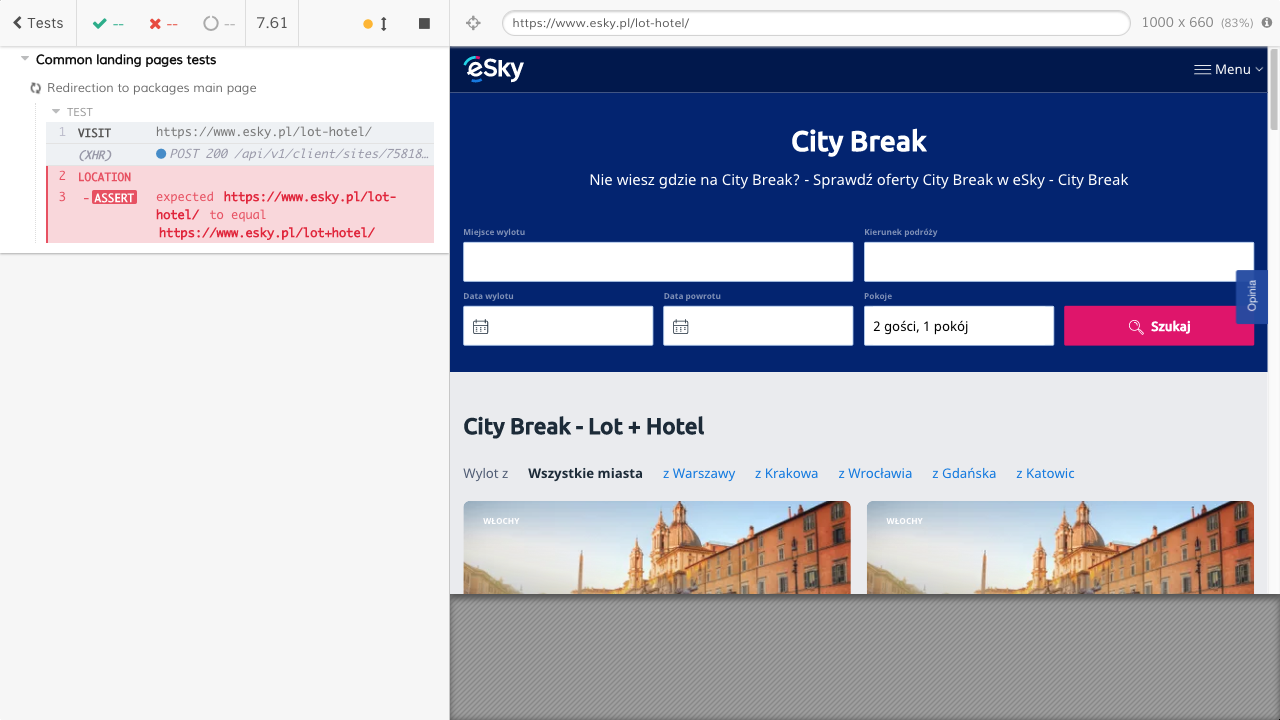 Tests
--
--
--
7.61
https://www.esky.pl/lot-hotel/
1000 x 660 (83%)
Common landing pages tests
Redirection to packages main page
TEST
1 VISIT https://www.esky.pl/lot-hotel/
(XHR) POST 200 /api/v1/client/sites/75818…
2 LOCATION
3 - ASSERT expected https://www.esky.pl/lot-
hotel/ to equal
https://www.esky.pl/lot+hotel/
eSky
Menu
City Break
Nie wiesz gdzie na City Break? - Sprawdź oferty City Break w eSky - City Break
Miejsce wylotu
Kierunek podróży
Data wylotu
Data powrotu
Pokoje
Opinia
2 gości, 1 pokój
Szukaj
City Break - Lot + Hotel
Wylot z Wszystkie miasta z Warszawy z Krakowa z Wrocławia z Gdańska z Katowic
WŁOCHY
WŁOCHY